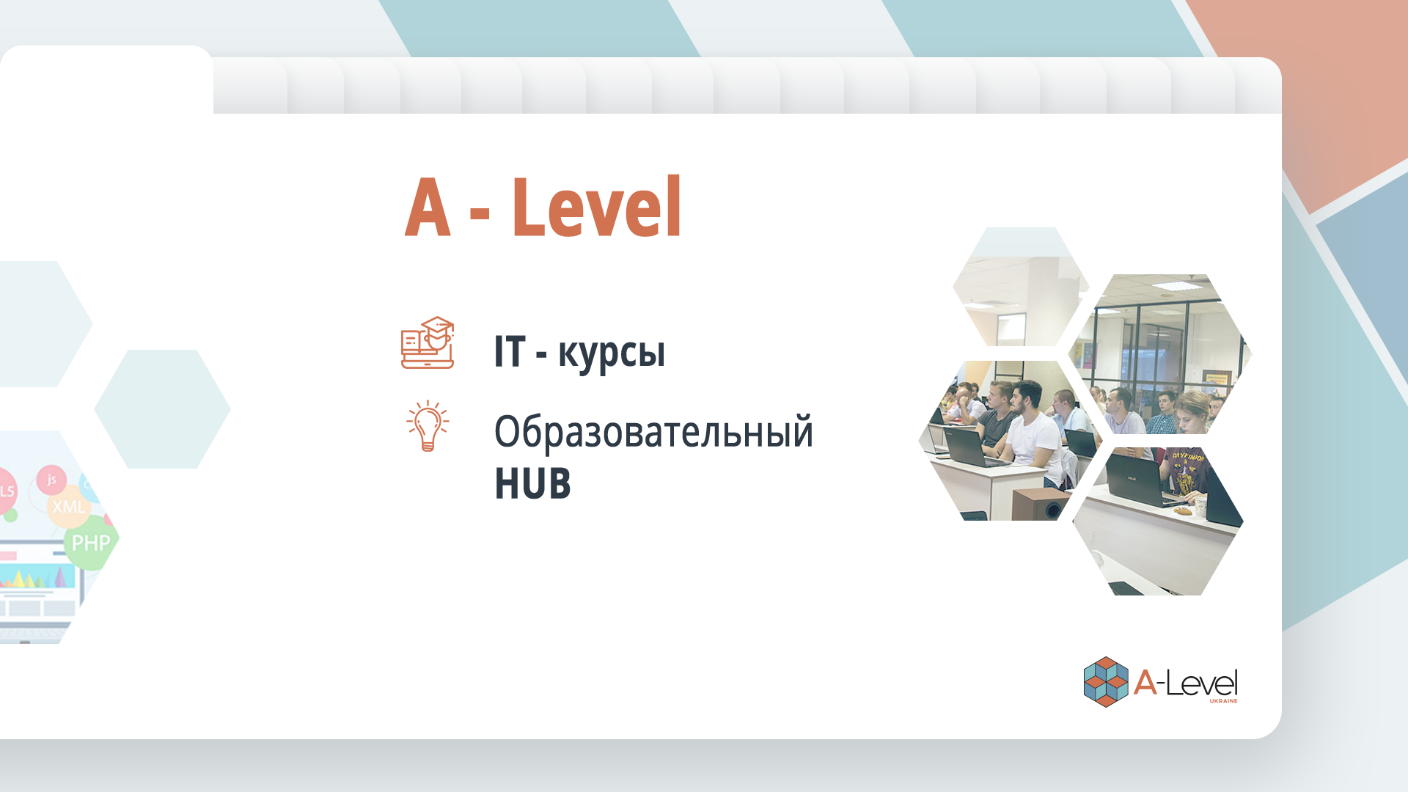 A - Level
IT - курсы
Образовательный
HUB
js
XML
PHP
A-Level
UKRAINE